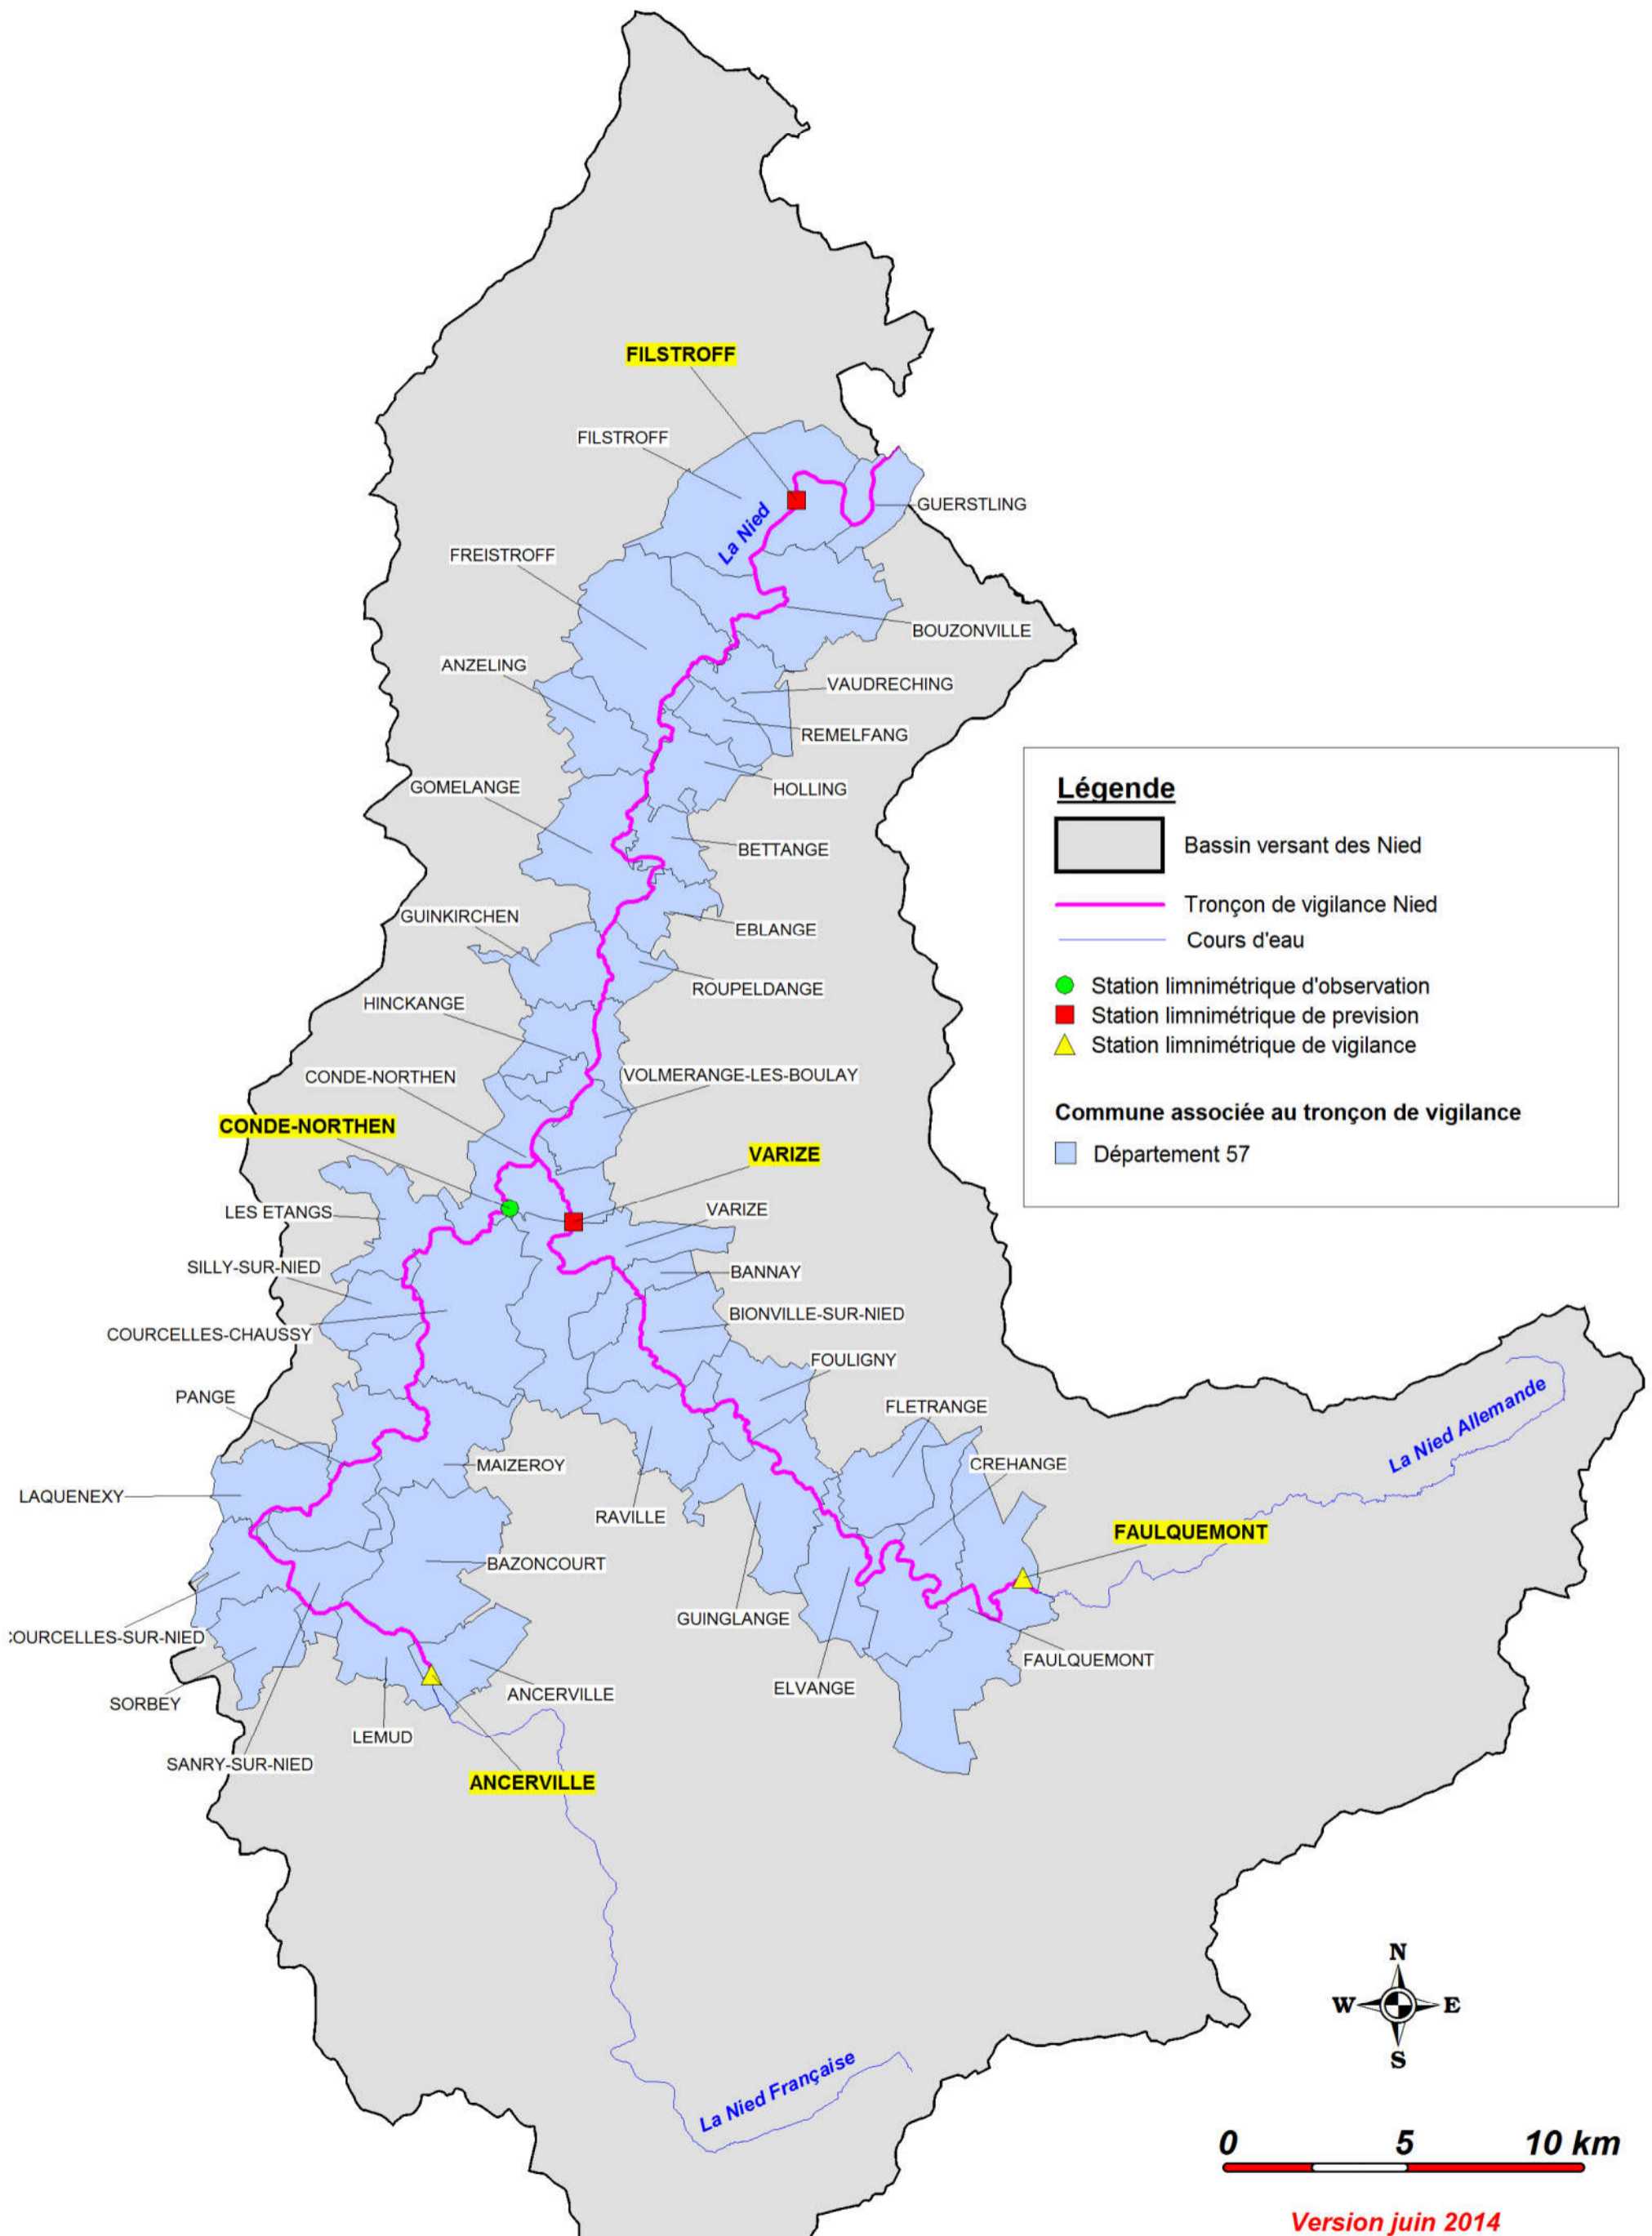 FILSTROFF
FILSTROFF
La Nied
GUERSTLING
FREISTROFF
BOUZONVILLE
ANZELING
VAUDRECHING
REMELFANG
GOMELANGE
HOLLING
BETTANGE
GUINKIRCHEN
EBLANGE
ROUPELDANGE
HINCKANGE
CONDE-NORTHEN
VOLMERANGE-LES-BOULAY
CONDE-NORTHEN
VARIZE
LES ETANGS
VARIZE
SILLY-SUR-NIED
BANNAY
BIONVILLE-SUR-NIED
COURCELLES-CHAUSSY
FOULIGNY
PANGE
FLETRANGE
La Nied Allemande
MAIZEROY
CREHANGE
LAQUENEXY
RAVILLE
FAULQUEMONT
BAZONCOURT
GUINGLANGE
:OURCELLES-SUR-NIED
FAULQUEMONT
SORBEY
ANCERVILLE
ELVANGE
LEMUD
SANRY-SUR-NIED
ANCERVILLE
La Nied Française
Légende
Bassin versant des Nied
Tronçon de vigilance Nied
Cours d'eau
Station limnimétrique d'observation
Station limnimétrique de prevision
Station limnimétrique de vigilance
Commune associée au tronçon de vigilance
Département 57
N
W E
S
0 5 10 km
Version juin 2014